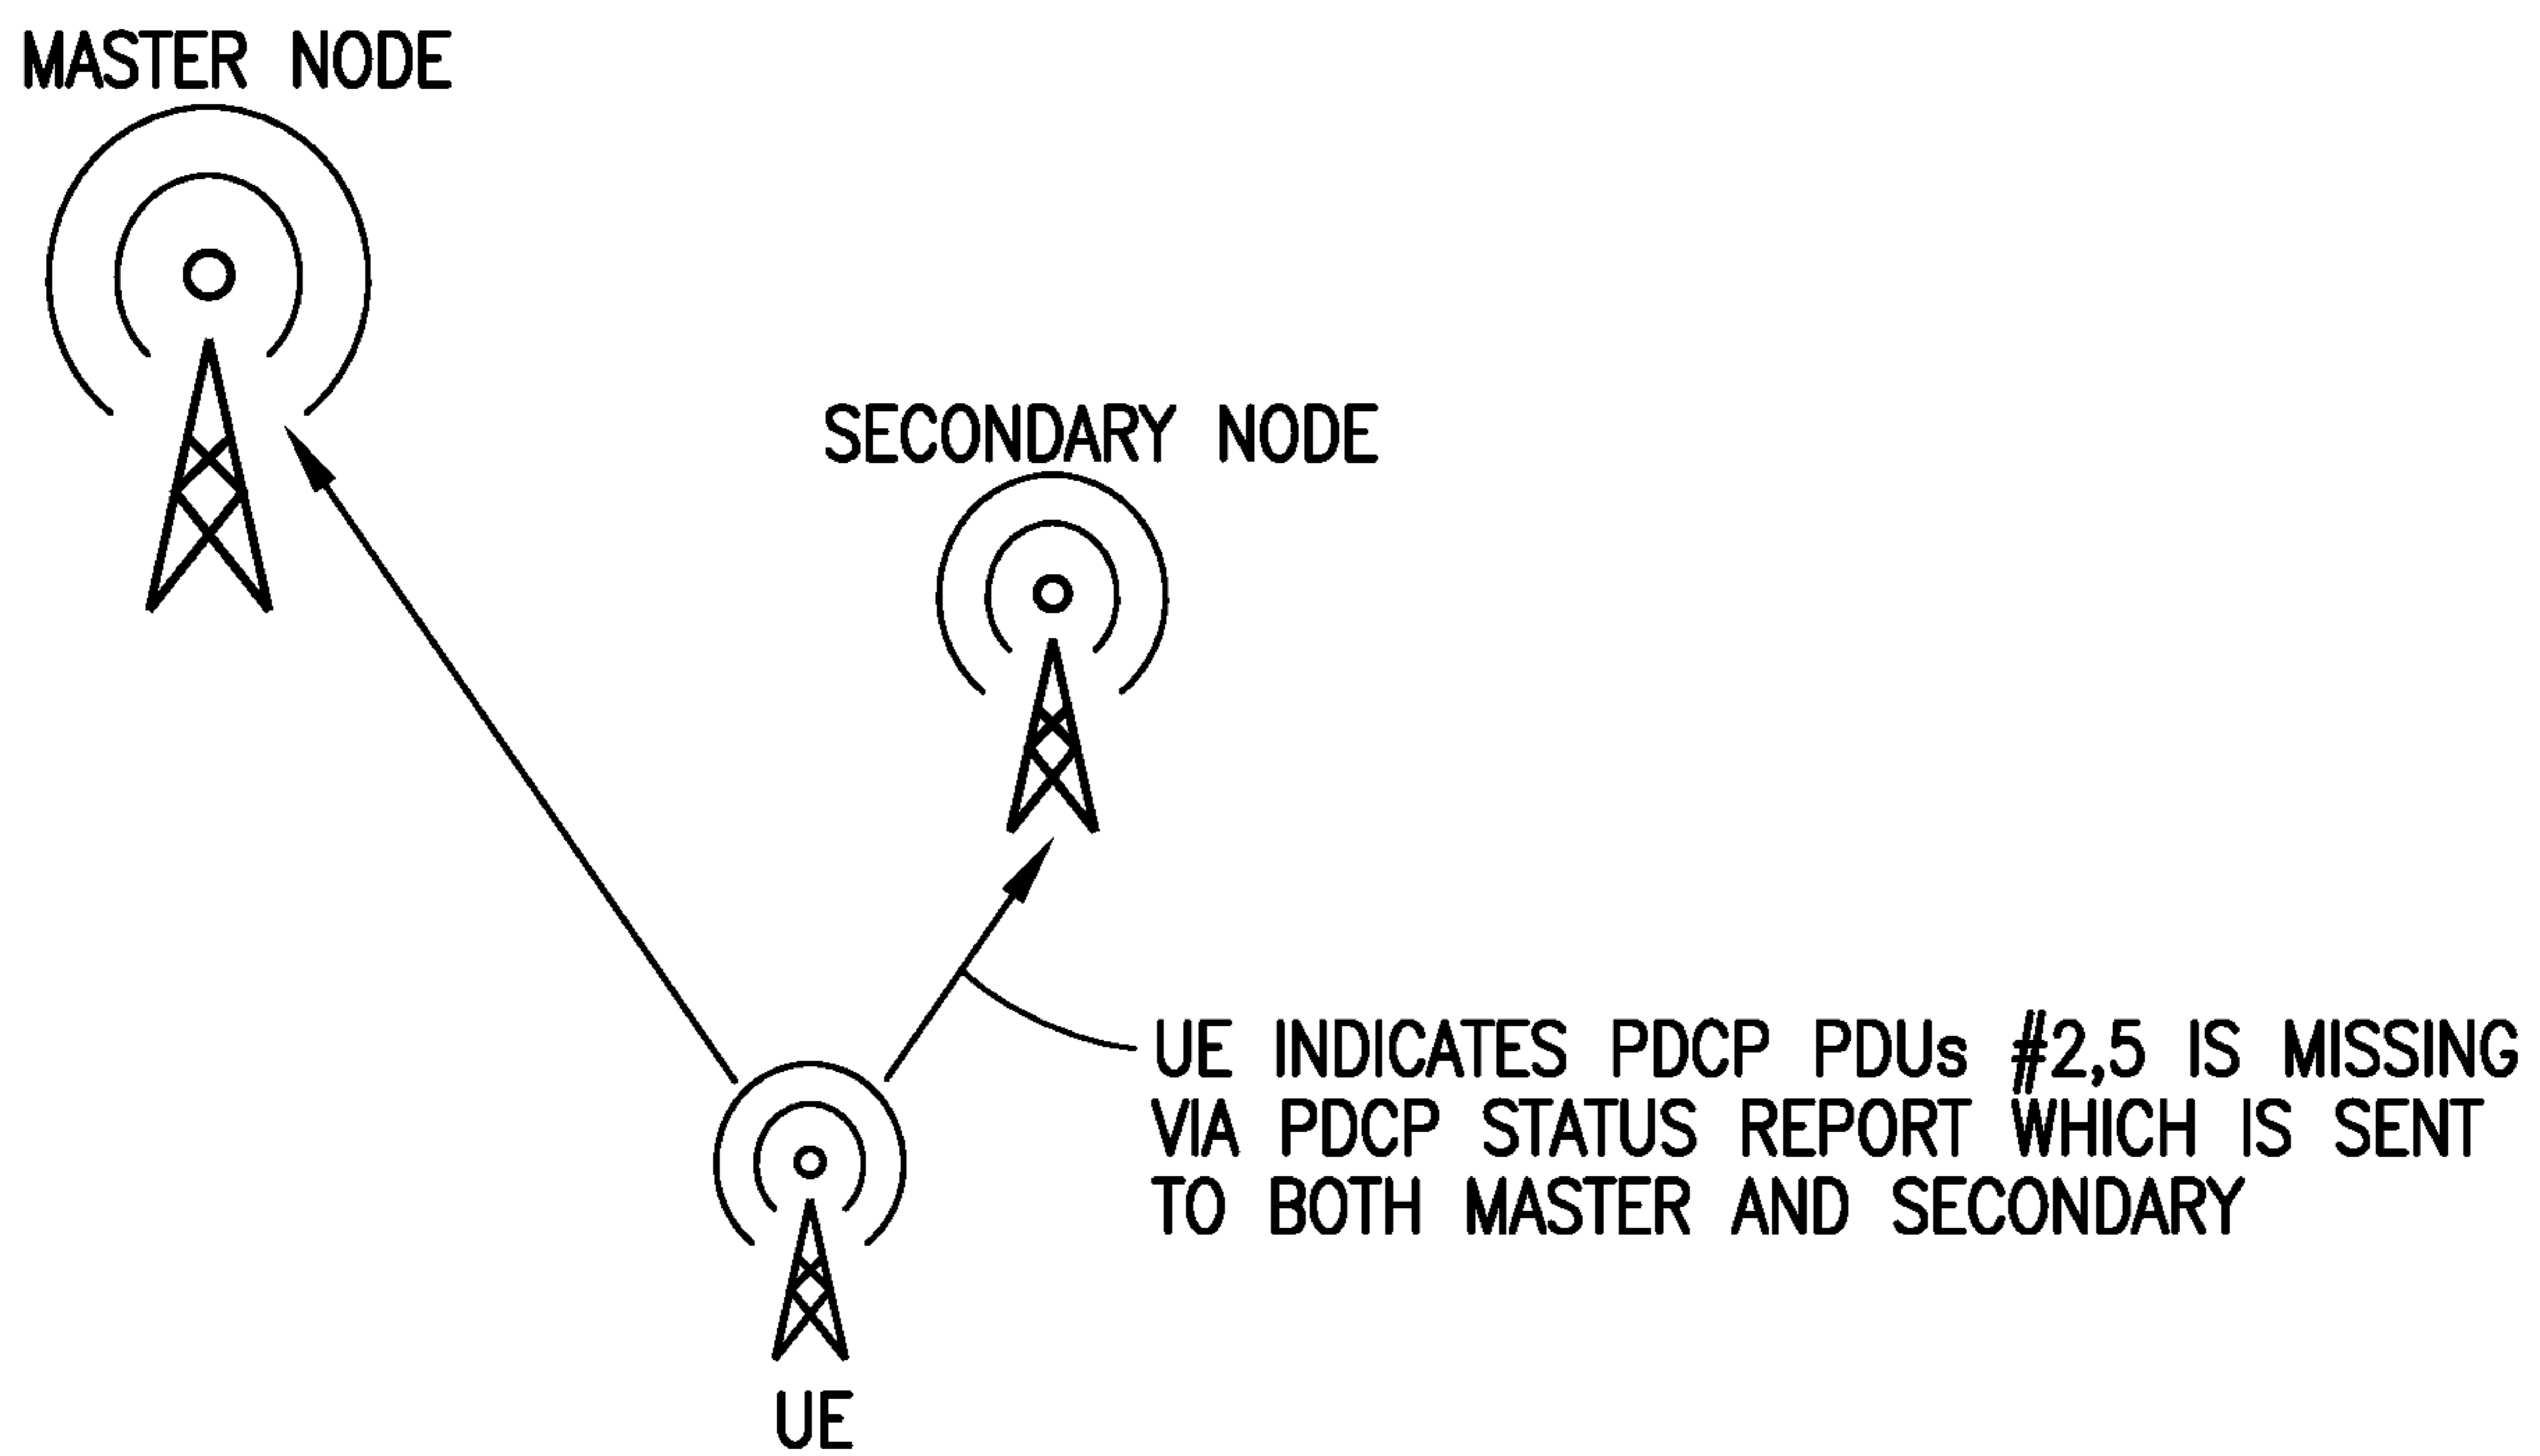 MASTER NODE
SECONDARY NODE
UE INDICATES PDCP PDUs #2,5 IS MISSING
VIA PDCP STATUS REPORT WHICH IS SENT
TO BOTH MASTER AND SECONDARY
UE